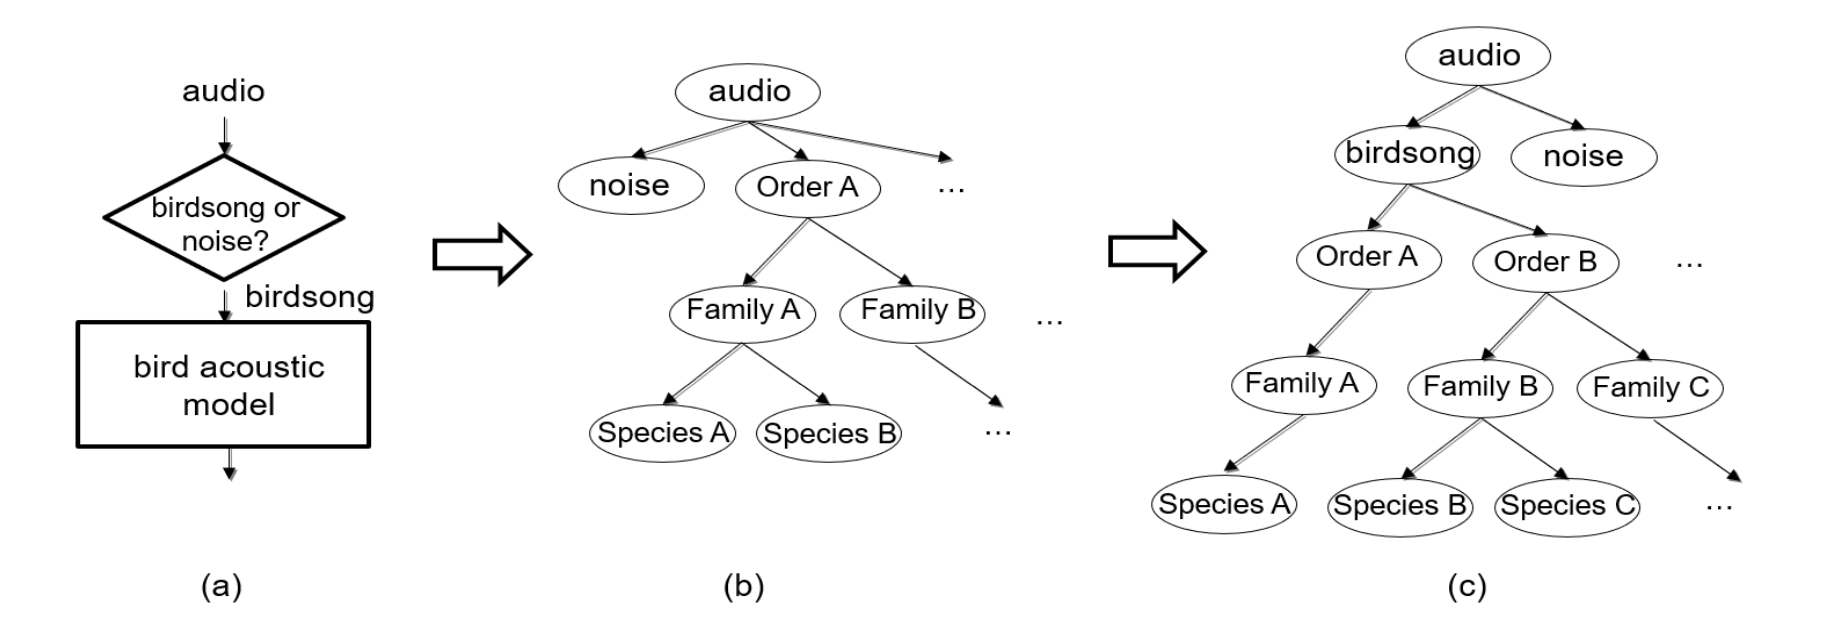 audio
birdsong or
noise?
birdsong
bird acoustic
model
(a)
audio
noise
Order A
...
Family A
Family B
...
Species A
Species B
...
(b)
audio
birdsong
noise
Order A
Order B
...
Family A
Family B
Family C
Species A
Species B
Species C
...
(c)